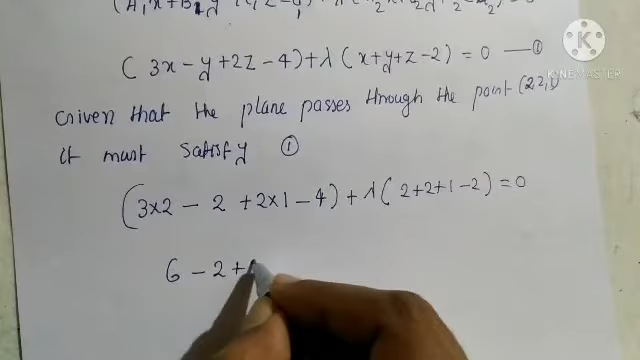 ( 3x - y + 2z - 4 ) + λ ( x + y + z - 2 ) = 0 — ①
KINEMASTER
Given that the plane passes through the point (2,2,1)
it must satisfy ①
( 3×2 - 2 + 2×1 - 4 ) + λ ( 2+2+1-2 ) = 0
6 - 2 +